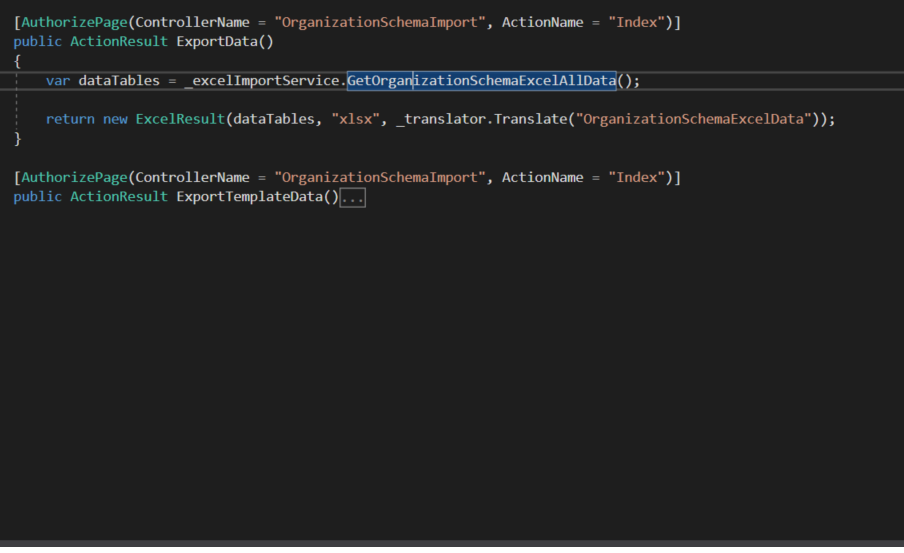 [AuthorizePage(ControllerName = "OrganizationSchemaImport", ActionName = "Index")]
public ActionResult ExportData()
{
var dataTables = _excelImportService.GetOrganizationSchemaExcelAllData();
return new ExcelResult(dataTables, "xlsx", _translator.Translate("OrganizationSchemaExcelData"));
}
[AuthorizePage(ControllerName = "OrganizationSchemaImport", ActionName = "Index")]
public ActionResult ExportTemplateData()...